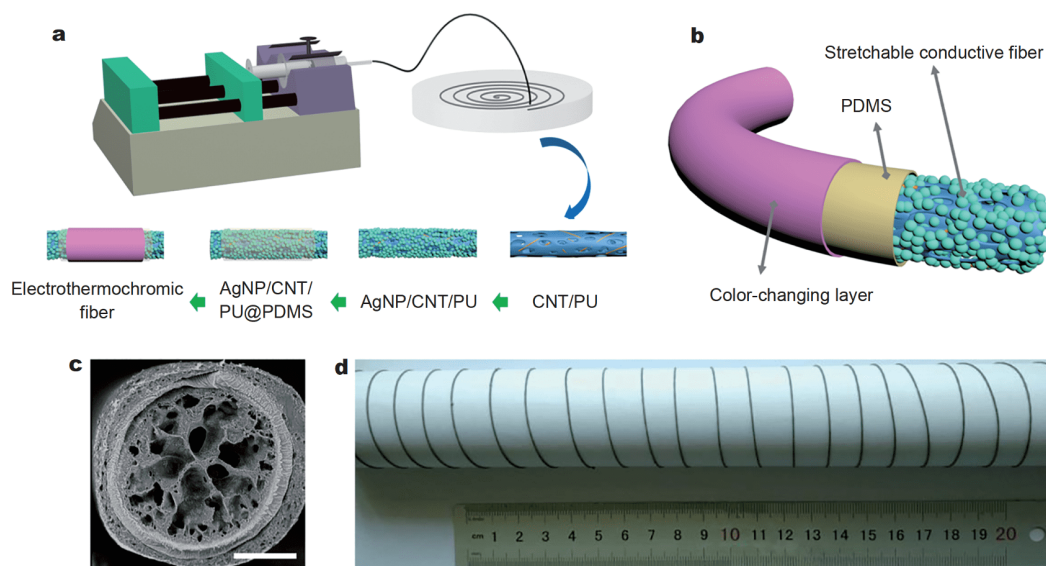 a
b
Stretchable conductive fiber
PDMS
Color-changing layer
Electrothermochromic
fiber
AgNP/CNT/
PU@PDMS
AgNP/CNT/PU
CNT/PU
c
d
cm 1 2 3 4 5 6 7 8 9 10 11 12 13 14 15 16 17 18 19 20